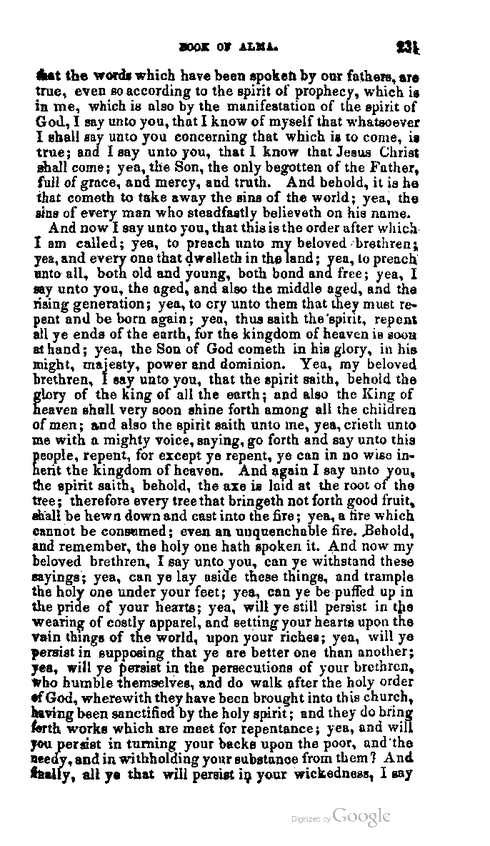 BOOK OF ALMA. 231
that the words which have been spoken by our fathers, are
true, even so according to the spirit of prophecy, which is
in me, which is also by the manifestation of the spirit of
God, I say unto you, that I know of myself that whatsoever
I shall say unto you concerning that which is to come, is
true; and I say unto you, that I know that Jesus Christ
shall come; yea, the Son, the only begotten of the Father,
full of grace, and mercy, and truth. And behold, it is he
that cometh to take away the sins of the world; yea, the
sins of every man who steadfastly believeth on his name.
And now I say unto you, that this is the order after which
I am called; yea, to preach unto my beloved brethren;
yea, and every one that dwelleth in the land; yea, to preach
unto all, both old and young, both bond and free; yea, I
say unto you, the aged, and also the middle aged, and the
rising generation; yea, to cry unto them that they must re-
pent and be born again; yea, thus saith the spirit, repent
all ye ends of the earth, for the kingdom of heaven is soon
at hand; yea, the Son of God cometh in his glory, in his
might, majesty, power and dominion. Yea, my beloved
brethren, I say unto you, that the spirit saith, behold the
glory of the king of all the earth; and also the King of
heaven shall very soon shine forth among all the children
of men; and also the spirit saith unto me, yea, crieth unto
me with a mighty voice, saying, go forth and say unto this
people, repent, for except ye repent, ye can in no wise in-
herit the kingdom of heaven. And again I say unto you,
the spirit saith, behold, the axe is laid at the root of the
tree; therefore every tree that bringeth not forth good fruit,
shall be hewn down and cast into the fire; yea, a fire which
cannot be consumed; even an unquenchable fire. Behold,
and remember, the holy one hath spoken it. And now my
beloved brethren, I say unto you, can ye withstand these
sayings; yea, can ye lay aside these things, and trample
the holy one under your feet; yea, can ye be puffed up in
the pride of your hearts; yea, will ye still persist in the
wearing of costly apparel, and setting your hearts upon the
vain things of the world, upon your riches; yea, will ye
persist in supposing that ye are better one than another;
yea, will ye persist in the persecutions of your brethren,
who humble themselves, and do walk after the holy order
of God, wherewith they have been brought into this church,
having been sanctified by the holy spirit; and they do bring
forth works which are meet for repentance; yea, and will
you persist in turning your backs upon the poor, and the
needy, and in withholding your substance from them? And
finally, all ye that will persist in your wickedness, I say
Digitized by Google